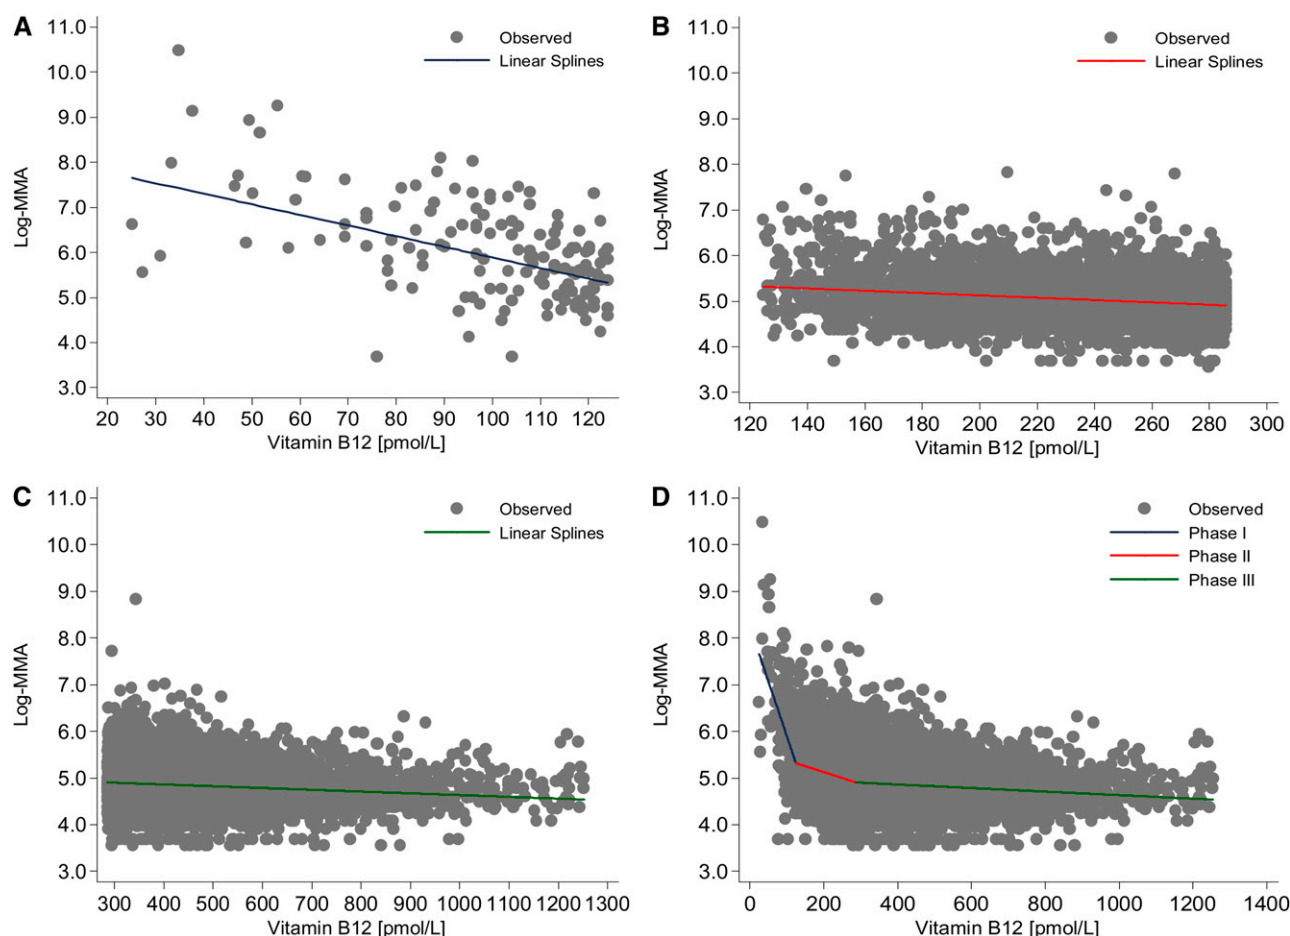 A
11.0
10.0
9.0
8.0
7.0
6.0
5.0
4.0
3.0
Log-MMA
Observed
Linear Splines
20 30 40 50 60 70 80 90 100 110 120
Vitamin B12 [pmol/L]
B
11.0
10.0
9.0
8.0
7.0
6.0
5.0
4.0
3.0
Log-MMA
Observed
Linear Splines
120 140 160 180 200 220 240 260 280 300
Vitamin B12 [pmol/L]
C
11.0
10.0
9.0
8.0
7.0
6.0
5.0
4.0
3.0
Log-MMA
Observed
Linear Splines
300 400 500 600 700 800 900 1000 1100 1200 1300
Vitamin B12 [pmol/L]
D
11.0
10.0
9.0
8.0
7.0
6.0
5.0
4.0
3.0
Log-MMA
Observed
Phase I
Phase II
Phase III
0 200 400 600 800 1000 1200 1400
Vitamin B12 [pmol/L]